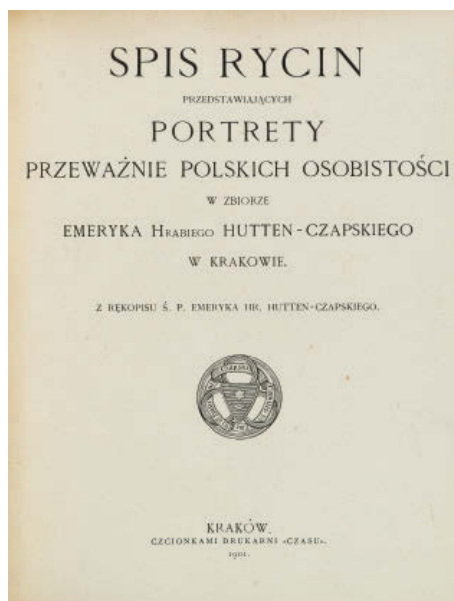 SPIS RYCIN
PRZEDSTAWIAJĄCYCH
PORTRETY
PRZEWAŻNIE POLSKICH OSOBISTOŚCI
W ZBIORZE
EMERYKA HRABIEGO HUTTEN-CZAPSKIEGO
W KRAKOWIE.
Z RĘKOPISU Ś. P. EMERYKA HR. HUTTEN-CZAPSKIEGO.
KRAKÓW.
CZCIONKAMI DRUKARNI «CZASU».
1901.